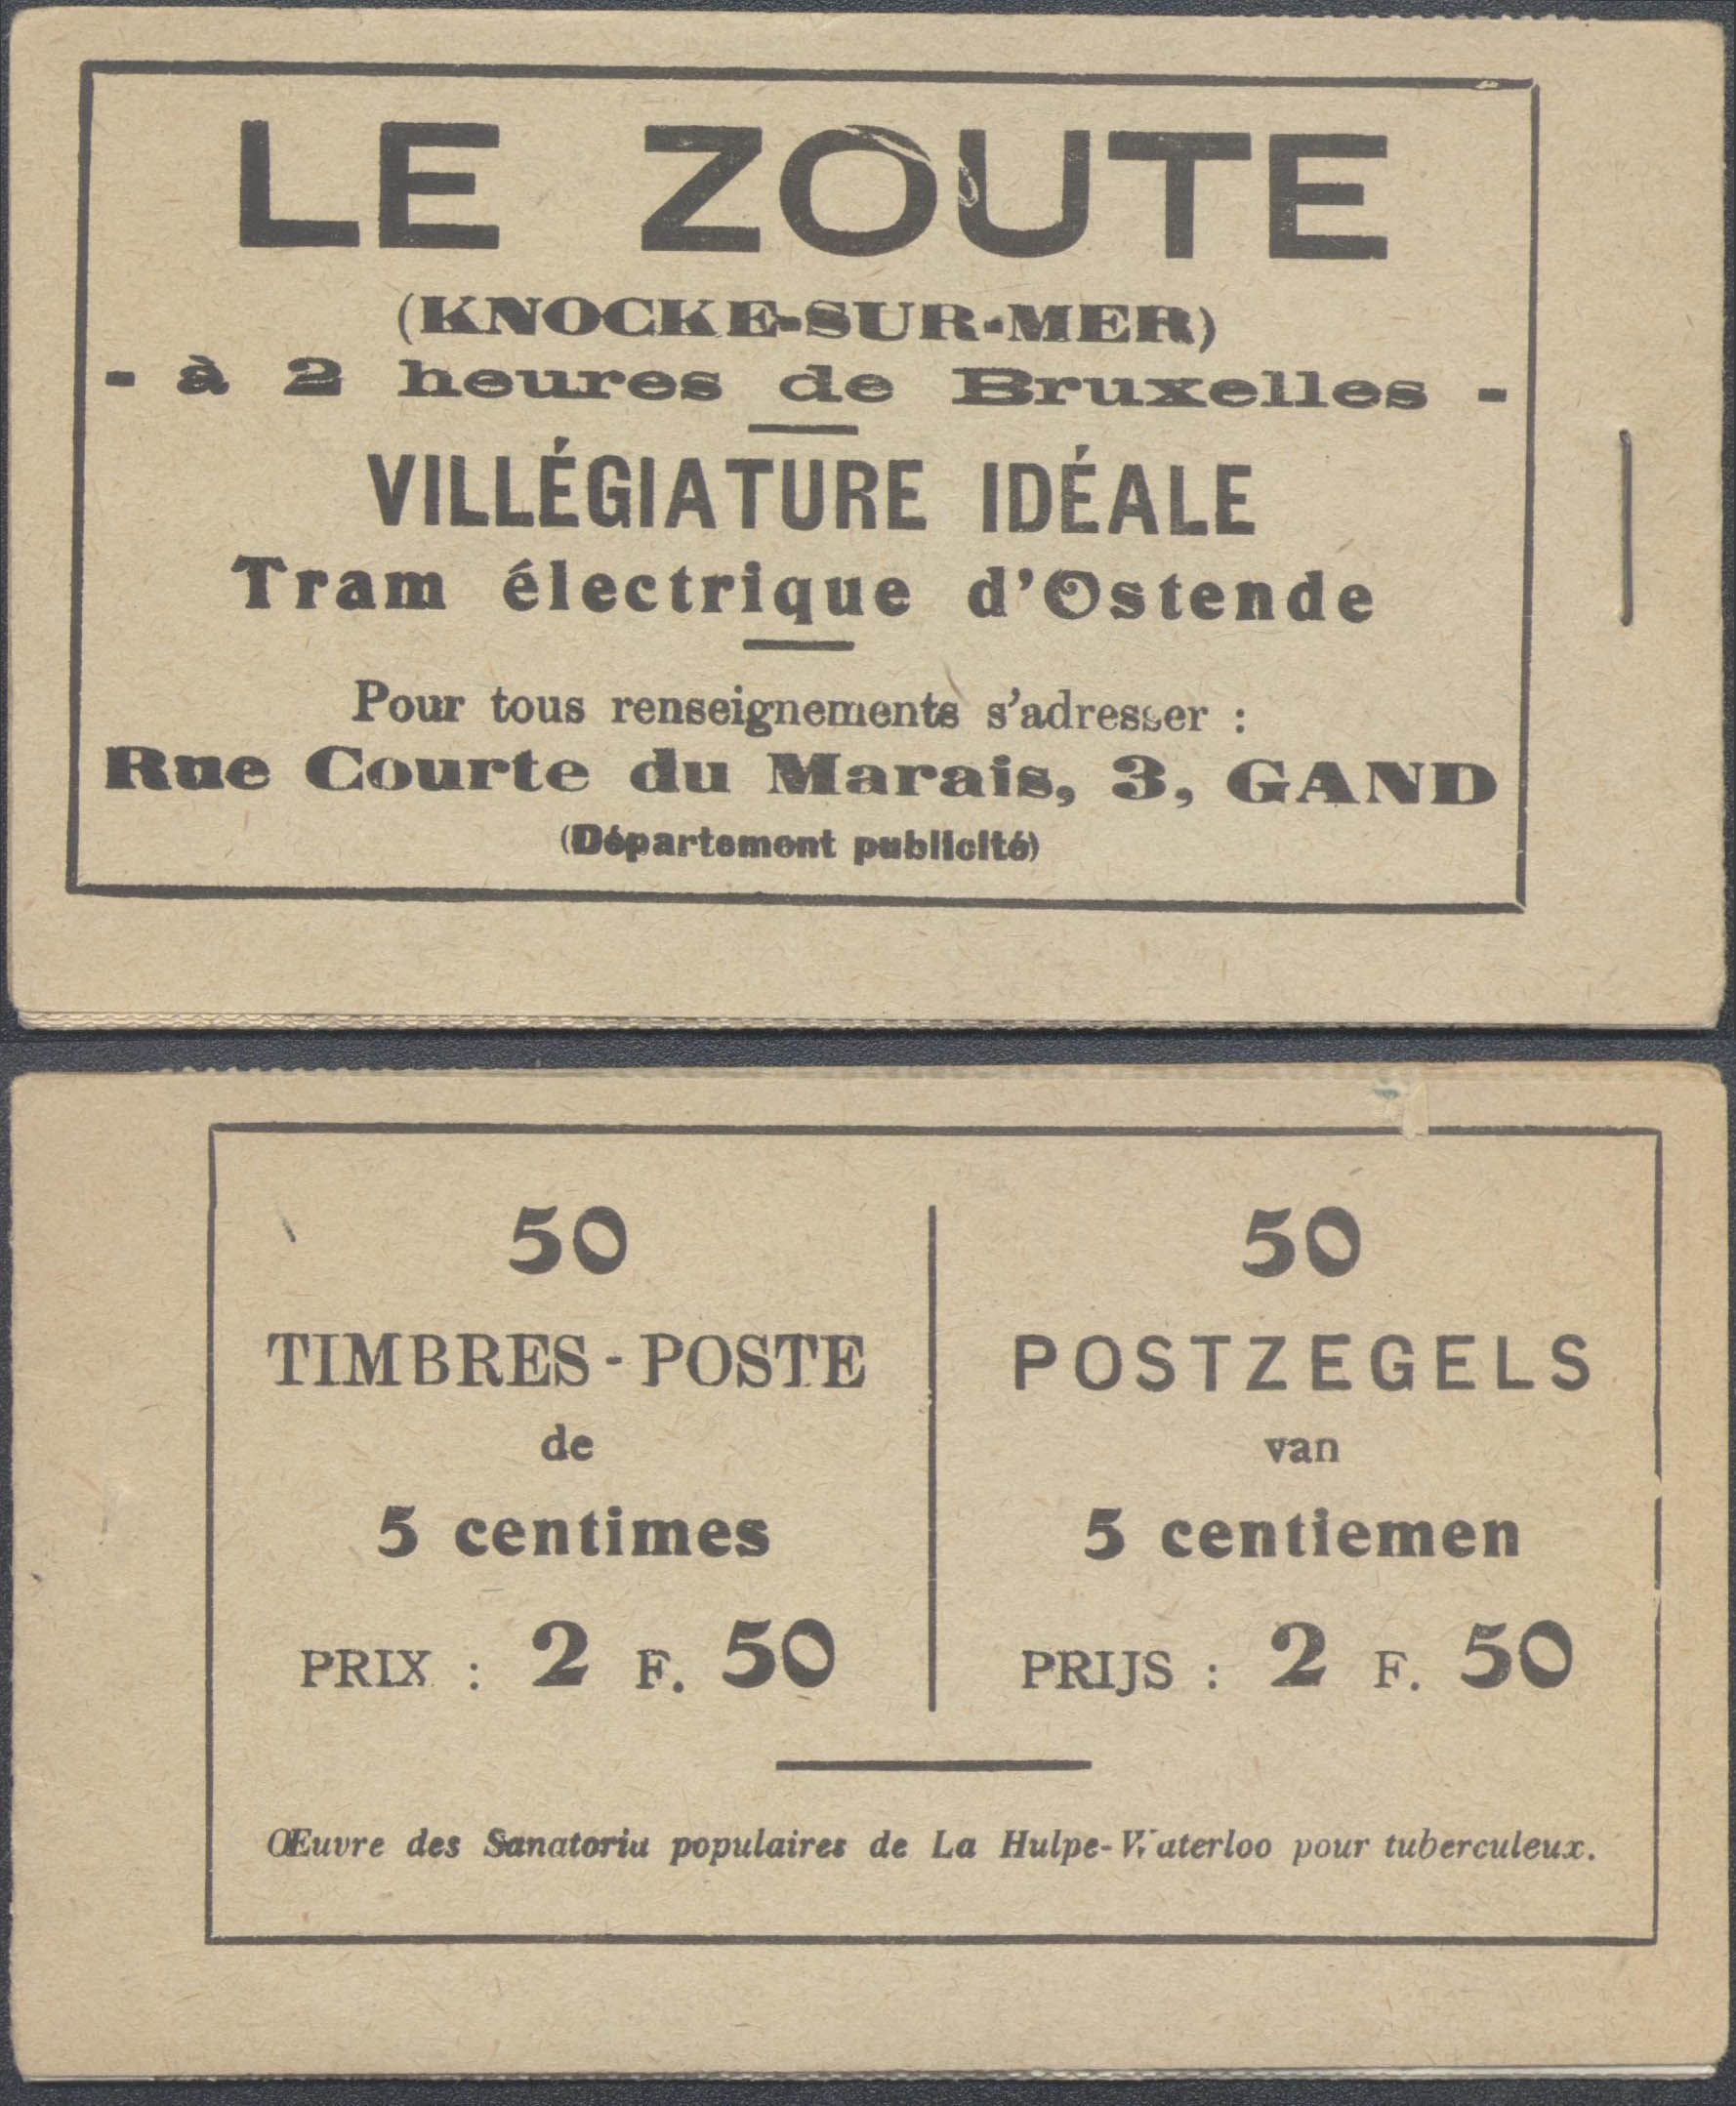 LE ZOUTE
(KNOCKE-SUR-MER)
- à 2 heures de Bruxelles -
VILLÉGIATURE IDÉALE
Tram électrique d'Ostende
Pour tous renseignements s'adresser :
Rue Courte du Marais, 3, GAND
(Département publicité)
50
TIMBRES-POSTE
de
5 centimes
PRIX : 2 F. 50
50
POSTZEGELS
van
5 centiemen
PRIJS : 2 F. 50
Œuvre des Sanatoria populaires de La Hulpe-Waterloo pour tuberculeux.